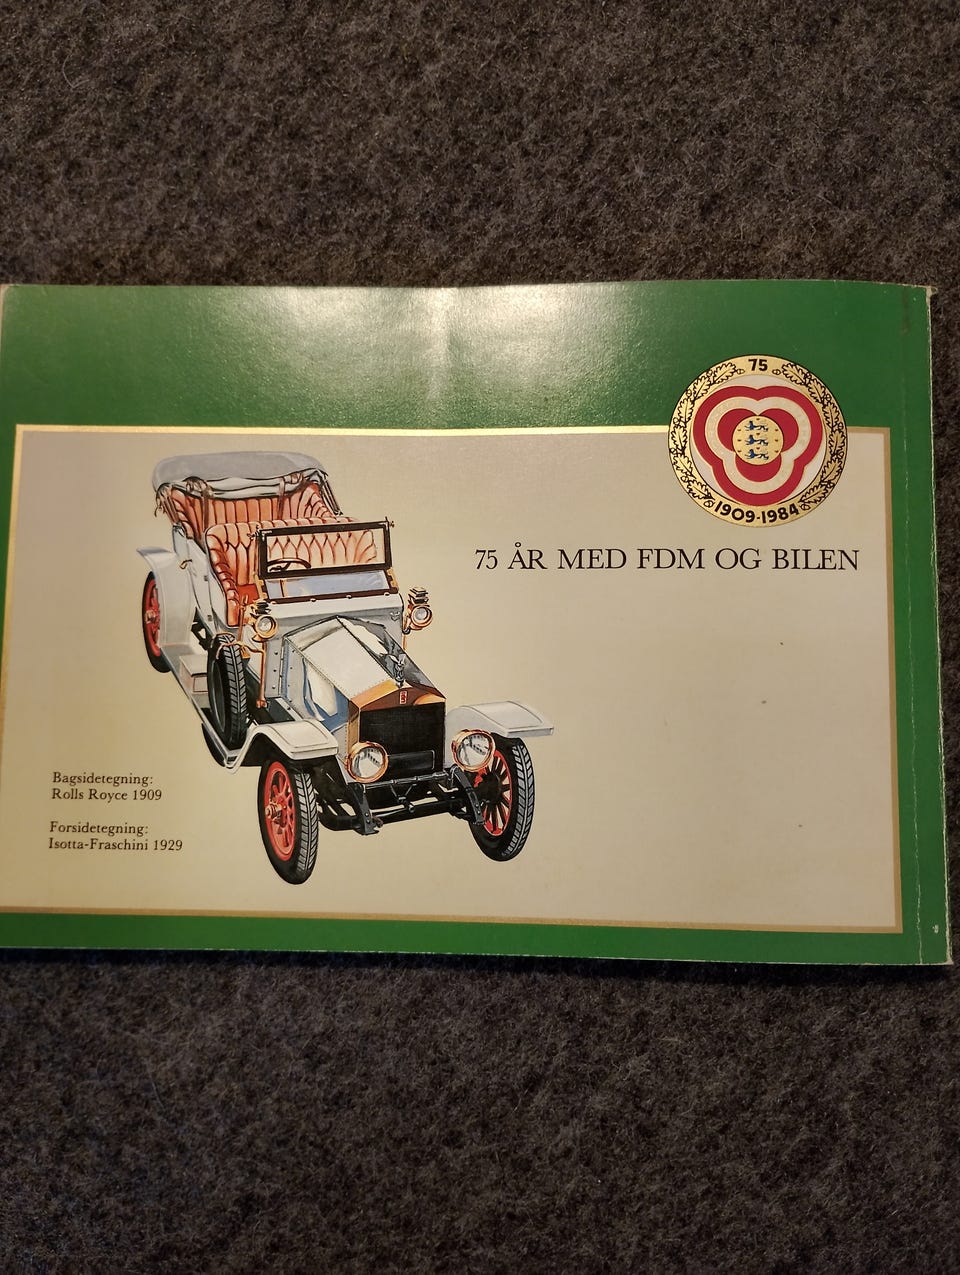 75
1909-1984
75 ÅR MED FDM OG BILEN
Bagsidetegning:
Rolls Royce 1909
Forsidetegning:
Isotta-Fraschini 1929